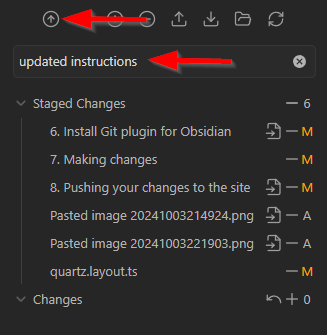 updated instructions
Staged Changes 6
6. Install Git plugin for Obsidian M
7. Making changes M
8. Pushing your changes to the site M
Pasted image 20241003214924.png A
Pasted image 20241003221903.png A
quartz.layout.ts M
Changes 0